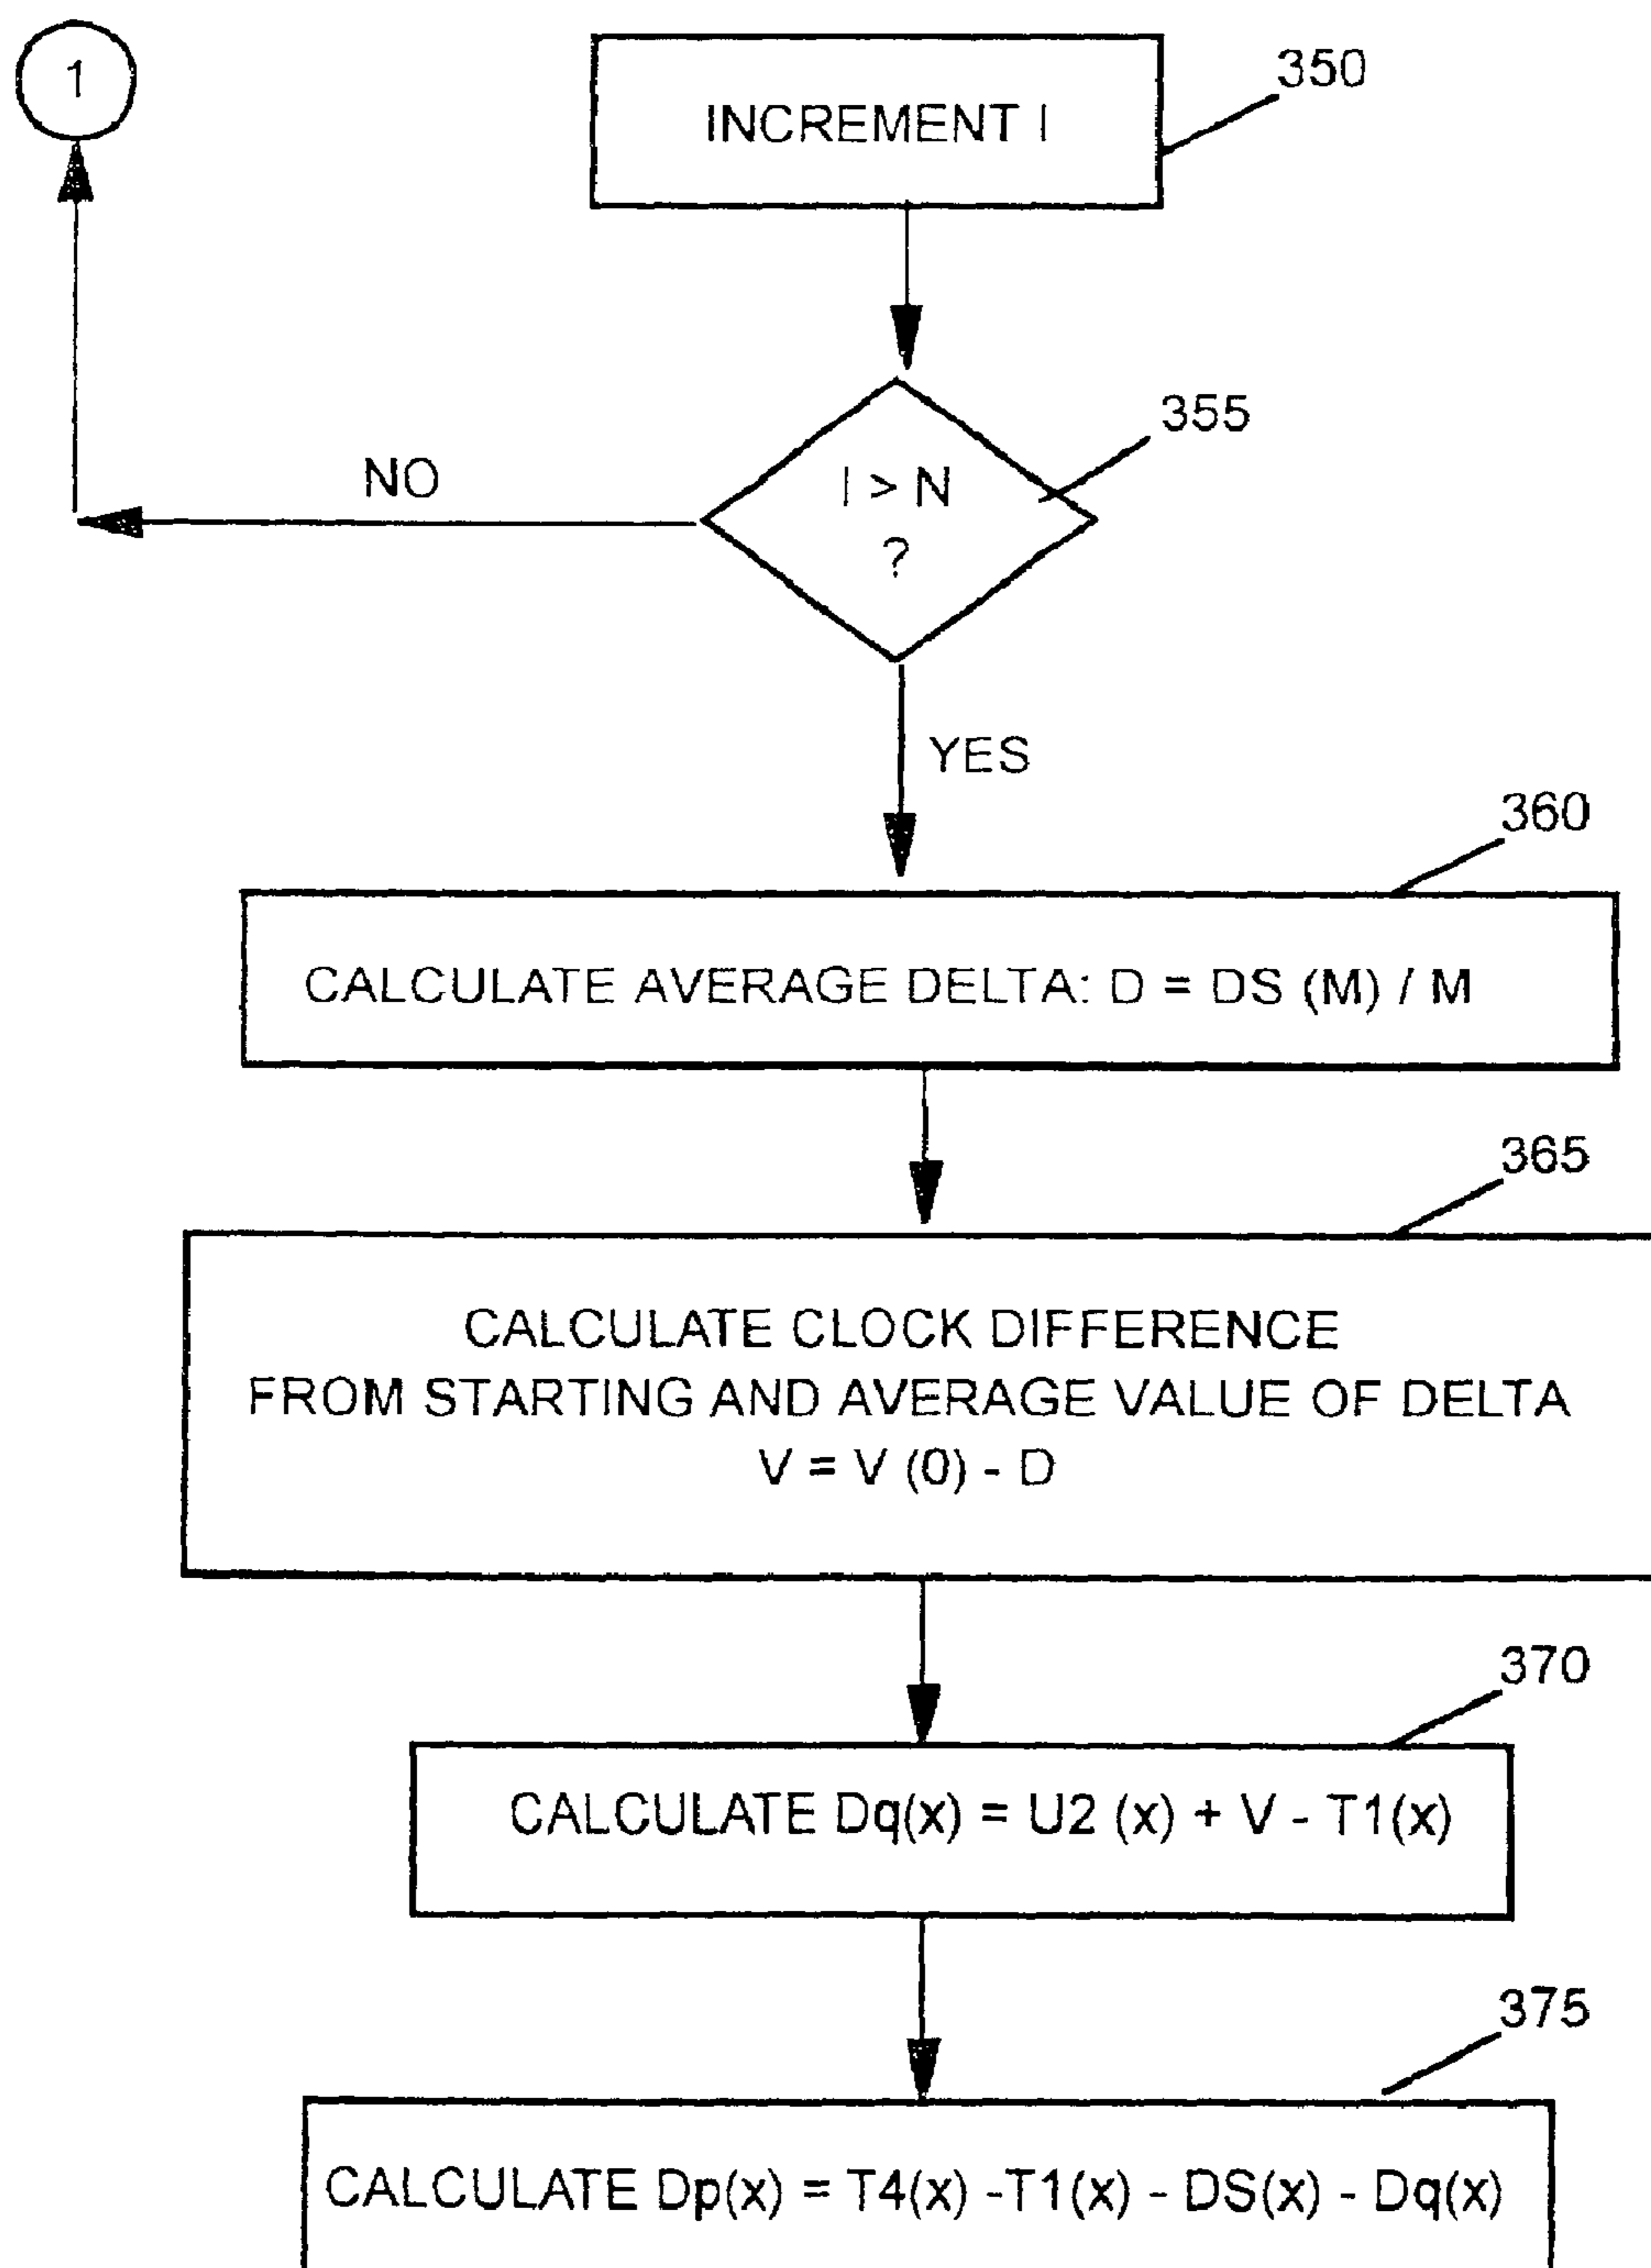 1
INCREMENT I
350
I > N
?
355
NO
YES
360
CALCULATE AVERAGE DELTA: D = DS (M) / M
365
CALCULATE CLOCK DIFFERENCE
FROM STARTING AND AVERAGE VALUE OF DELTA
V = V (0) - D
370
CALCULATE Dq(x) = U2 (x) + V - T1(x)
375
CALCULATE Dp(x) = T4(x) -T1(x) - DS(x) - Dq(x)